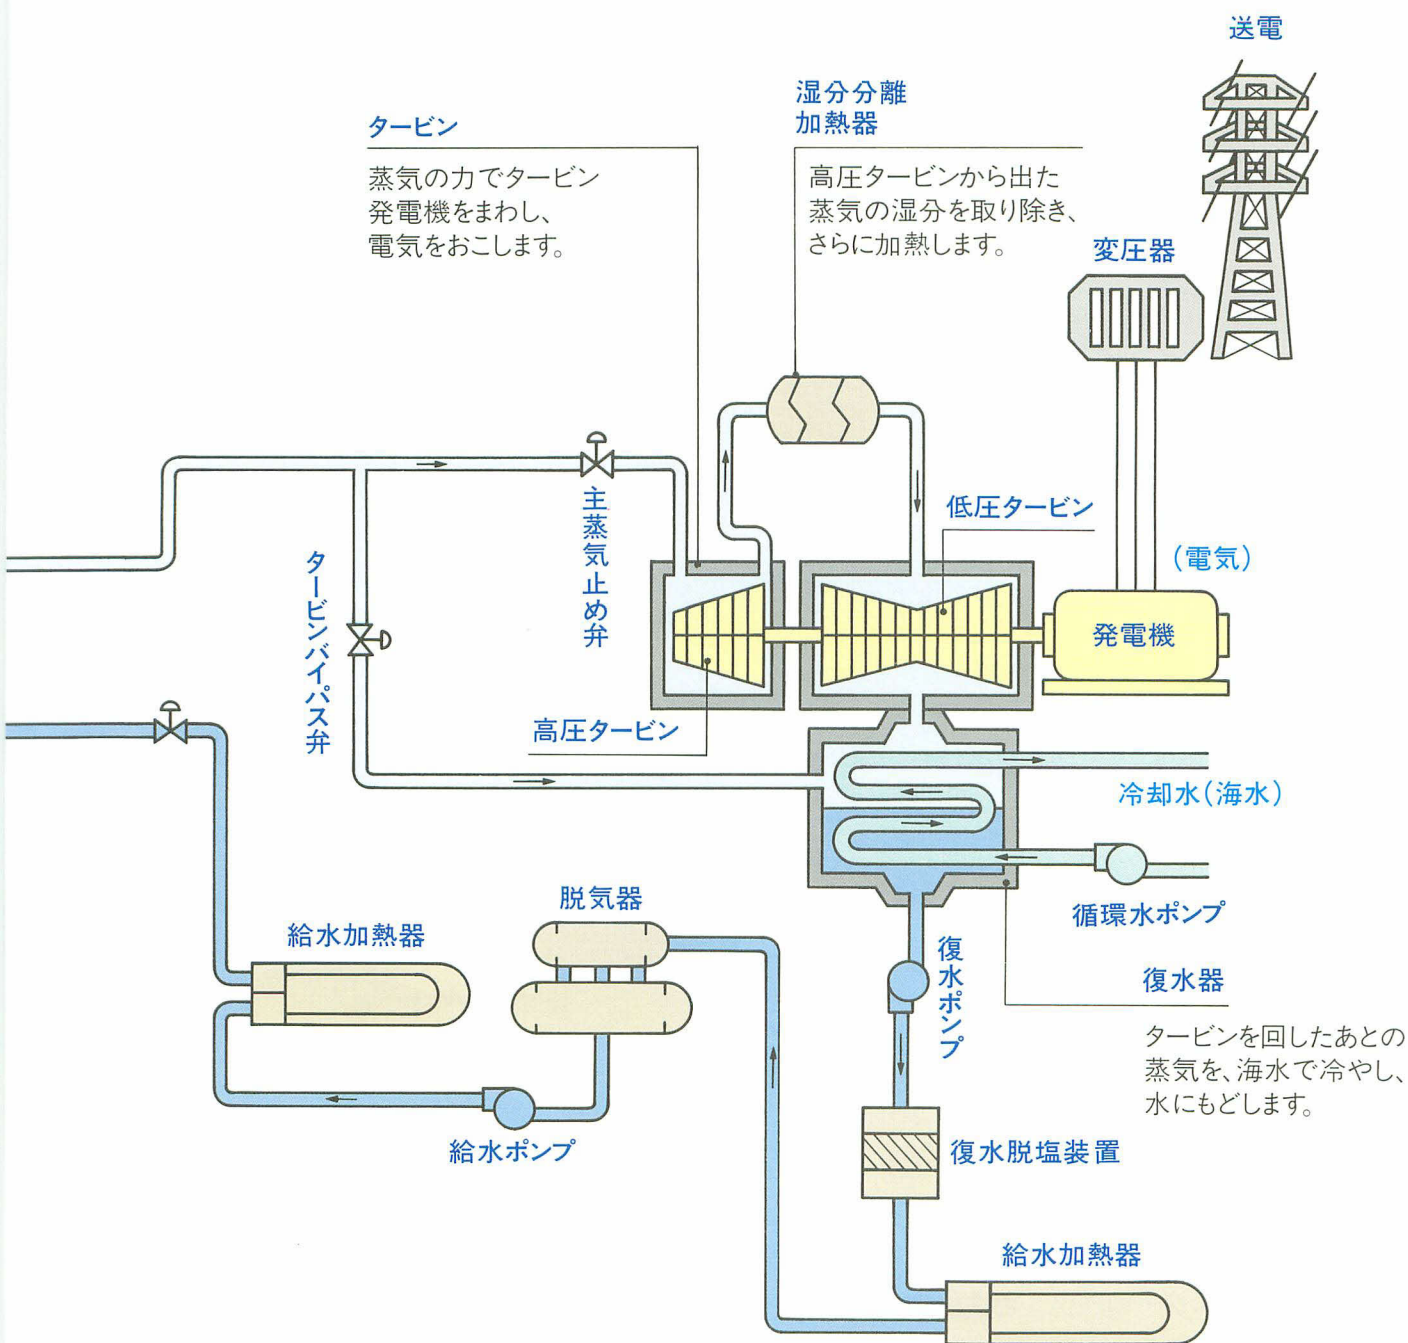 送電
湿分分離
加熱器
高圧タービンから出た
蒸気の湿分を取り除き、
さらに加熱します。
タービン
蒸気の力でタービン
発電機をまわし、
電気をおこします。
変圧器
主蒸気止め弁
低圧タービン
(電気)
タービンバイパス弁
発電機
高圧タービン
冷却水(海水)
循環水ポンプ
脱気器
給水加熱器
復水ポンプ
復水器
タービンを回したあとの
蒸気を、海水で冷やし、
水にもどします。
給水ポンプ
復水脱塩装置
給水加熱器